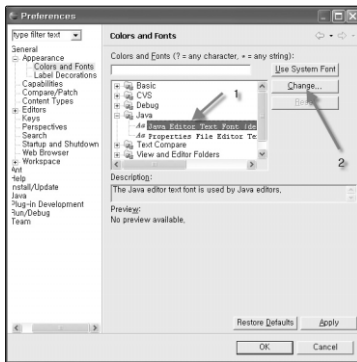 Preferences
type filter text
Colors and Fonts
General
Appearance
Colors and Fonts
Label Decorations
Capabilities
Compare/Patch
Content Types
Editors
Keys
Perspectives
Search
Startup and Shutdown
Web Browser
Workspace
Ant
Help
Install/Update
Java
Plug-in Development
Run/Debug
Team
Colors and Fonts (? = any character, * = any string):
Use System Font
Change...
Basic
CVS
Debug
Java
Aa Java Editor Text Font (de
Aa Properties File Editor Te
Text Compare
View and Editor Folders
1
2
Description:
The Java editor text font is used by Java editors.
Preview:
No preview available.
Restore Defaults
Apply
OK
Cancel